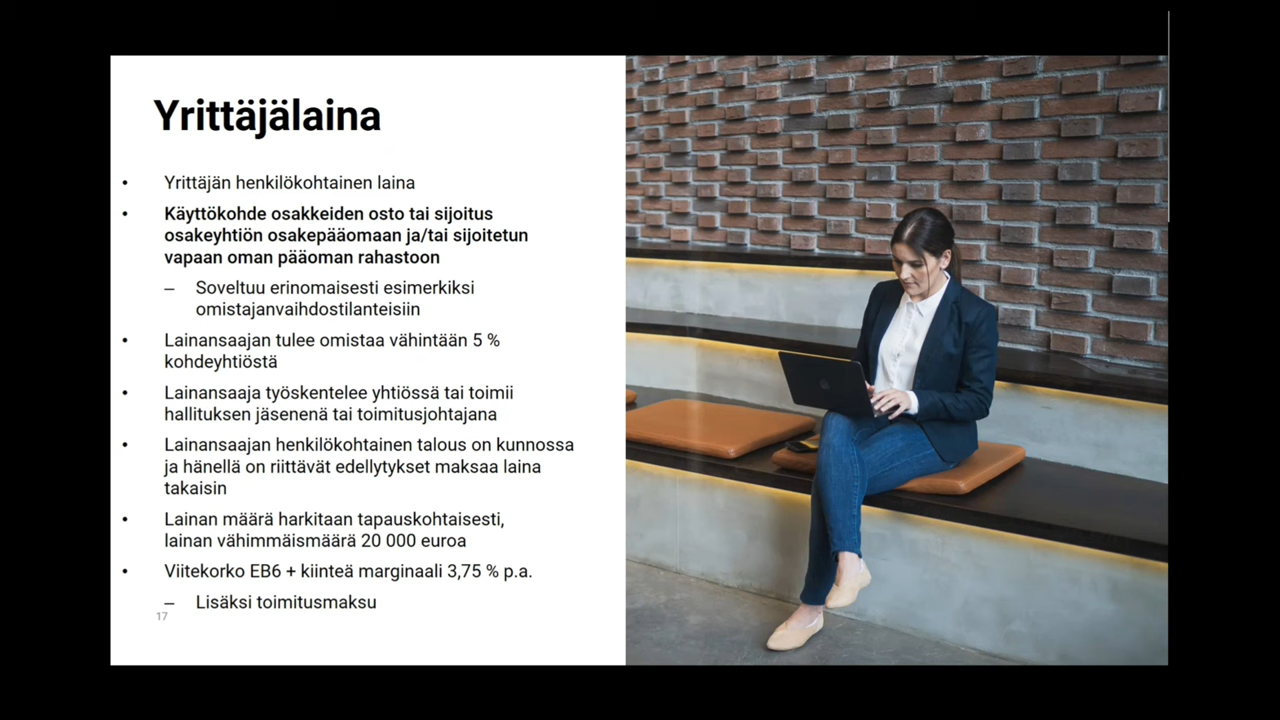 Yrittäjälaina
• Yrittäjän henkilökohtainen laina
• Käyttökohde osakkeiden osto tai sijoitus
osakeyhtiön osakepääomaan ja/tai sijoitetun
vapaan oman pääoman rahastoon
– Soveltuu erinomaisesti esimerkiksi
omistajanvaihdostilanteisiin
• Lainansaajan tulee omistaa vähintään 5 %
kohdeyhtiöstä
• Lainansaaja työskentelee yhtiössä tai toimii
hallituksen jäsenenä tai toimitusjohtajana
• Lainansaajan henkilökohtainen talous on kunnossa
ja hänellä on riittävät edellytykset maksaa laina
takaisin
• Lainan määrä harkitaan tapauskohtaisesti,
lainan vähimmäismäärä 20 000 euroa
• Viitekorko EB6 + kiinteä marginaali 3,75 % p.a.
– Lisäksi toimitusmaksu
17